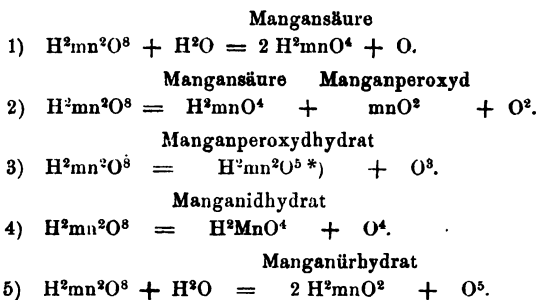 Mangansäure
1) H²mn²O⁸ + H²O = 2 H²mnO⁴ + O.
Mangansäure Manganperoxyd
2) H²mn²O⁸ = H²mnO⁴ + mnO² + O².
Manganperoxydhydrat
3) H²mn²O⁸ = H²mn²O⁵ *) + O³.
Manganidhydrat
4) H²mn²O⁸ = H²MnO⁴ + O⁴.
Manganürhydrat
5) H²mn²O⁸ + H²O = 2 H²mnO² + O⁵.